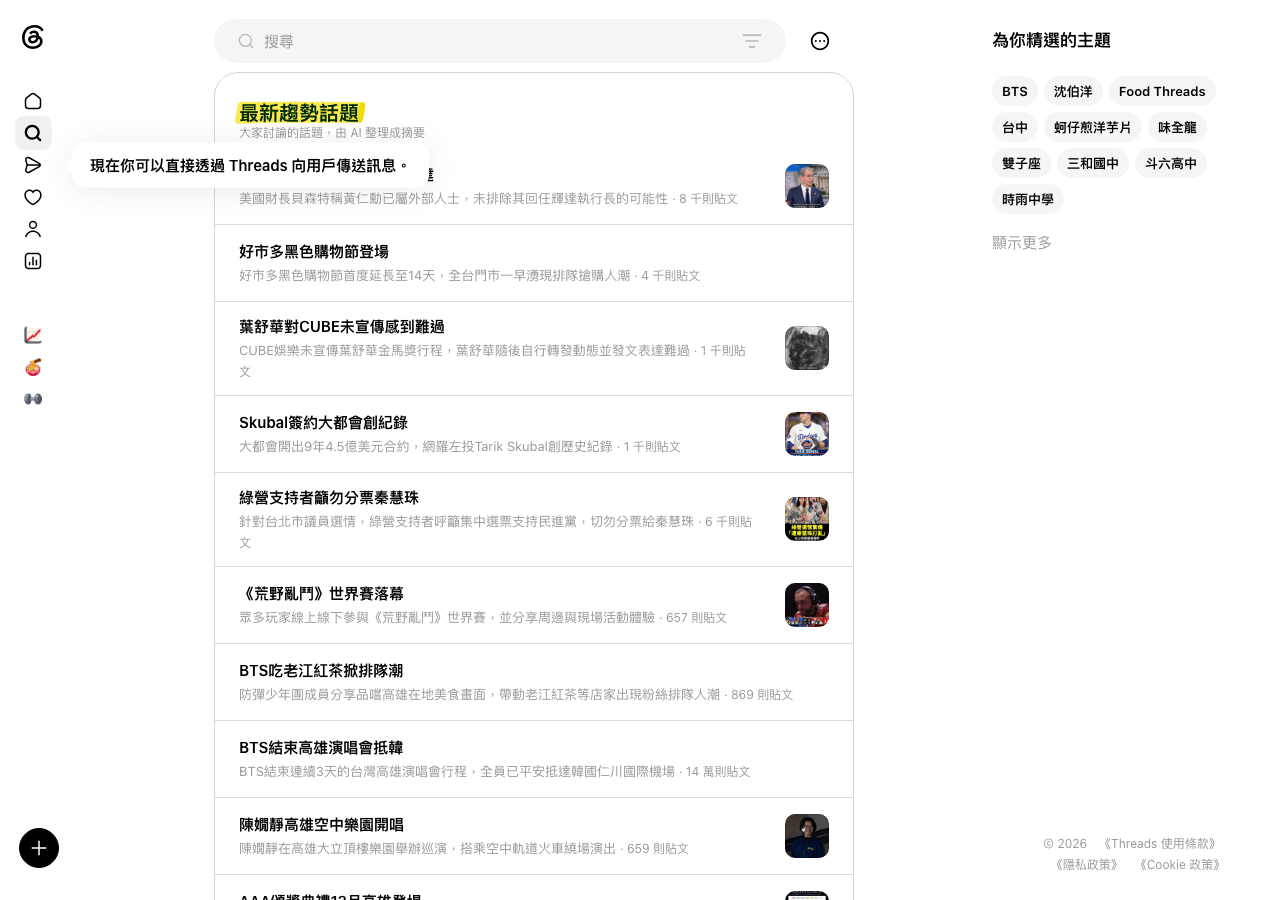 搜尋
最新趨勢話題
大家討論的話題，由 AI 整理成摘要
現在你可以直接透過 Threads 向用戶傳送訊息。
美國財長貝森特稱黃仁勳已屬外部人士，未排除其回任輝達執行長的可能性 · 8 千則貼文
好市多黑色購物節登場
好市多黑色購物節首度延長至14天，全台門市一早湧現排隊搶購人潮 · 4 千則貼文
葉舒華對CUBE未宣傳感到難過
CUBE娛樂未宣傳葉舒華金馬獎行程，葉舒華隨後自行轉發動態並發文表達難過 · 1 千則貼
文
Skubal簽約大都會創紀錄
大都會開出9年4.5億美元合約，網羅左投Tarik Skubal創歷史紀錄 · 1 千則貼文
綠營支持者籲勿分票秦慧珠
針對台北市議員選情，綠營支持者呼籲集中選票支持民進黨，切勿分票給秦慧珠 · 6 千則貼
文
《荒野亂鬥》世界賽落幕
眾多玩家線上線下參與《荒野亂鬥》世界賽，並分享周邊與現場活動體驗 · 657 則貼文
BTS吃老江紅茶掀排隊潮
防彈少年團成員分享品嚐高雄在地美食畫面，帶動老江紅茶等店家出現粉絲排隊人潮 · 869 則貼文
BTS結束高雄演唱會抵韓
BTS結束連續3天的台灣高雄演唱會行程，全員已平安抵達韓國仁川國際機場 · 14 萬則貼文
陳嫺靜高雄空中樂園開唱
陳嫺靜在高雄大立頂樓樂園舉辦巡演，搭乘空中軌道火車繞場演出 · 659 則貼文
AAA頒獎典禮12月高雄登場
為你精選的主題
BTS 沈伯洋 Food Threads
台中 蚵仔煎洋芋片 味全龍
雙子座 三和國中 斗六高中
時雨中學
顯示更多
© 2026 《Threads 使用條款》
《隱私政策》 《Cookie 政策》